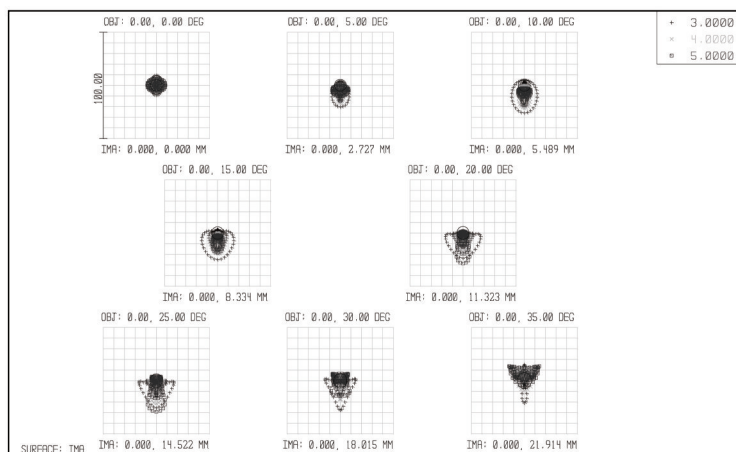 OBJ: 0.00, 0.00 DEG
OBJ: 0.00, 5.00 DEG
OBJ: 0.00, 10.00 DEG
+ 3.0000
× 4.0000
5.0000
100.00
IMA: 0.000, 0.000 MM
IMA: 0.000, 2.727 MM
IMA: 0.000, 5.489 MM
OBJ: 0.00, 15.00 DEG
OBJ: 0.00, 20.00 DEG
IMA: 0.000, 8.334 MM
IMA: 0.000, 11.323 MM
OBJ: 0.00, 25.00 DEG
OBJ: 0.00, 30.00 DEG
OBJ: 0.00, 35.00 DEG
IMA: 0.000, 14.522 MM
IMA: 0.000, 18.015 MM
IMA: 0.000, 21.914 MM
SURFACE: IMA